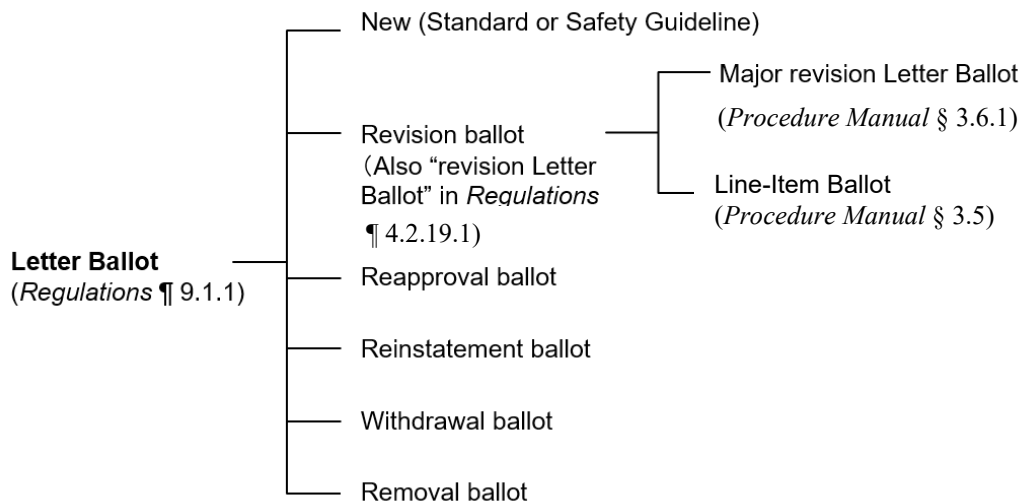 New (Standard or Safety Guideline)
Major revision Letter Ballot
(Procedure Manual § 3.6.1)
Revision ballot
（Also “revision Letter
Ballot” in Regulations
¶ 4.2.19.1)
Line-Item Ballot
(Procedure Manual § 3.5)
Letter Ballot
(Regulations ¶ 9.1.1)
Reapproval ballot
Reinstatement ballot
Withdrawal ballot
Removal ballot